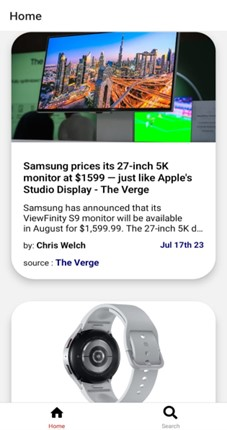 Home
Samsung prices its 27-inch 5K
monitor at $1599 — just like Apple's
Studio Display - The Verge
Samsung has announced that its
ViewFinity S9 monitor will be available
in August for $1,599.99. The 27-inch 5K d...
by: Chris Welch
Jul 17th 23
source : The Verge
Home
Search